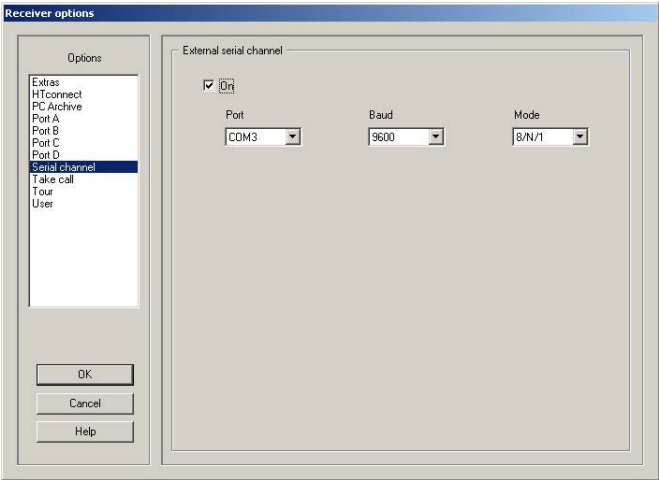 Receiver options
Options
Extras
HTconnect
PC Archive
Port A
Port B
Port C
Port D
Serial channel
Take call
Tour
User
OK
Cancel
Help
External serial channel
On
Port Baud Mode
COM3 9600 8/N/1